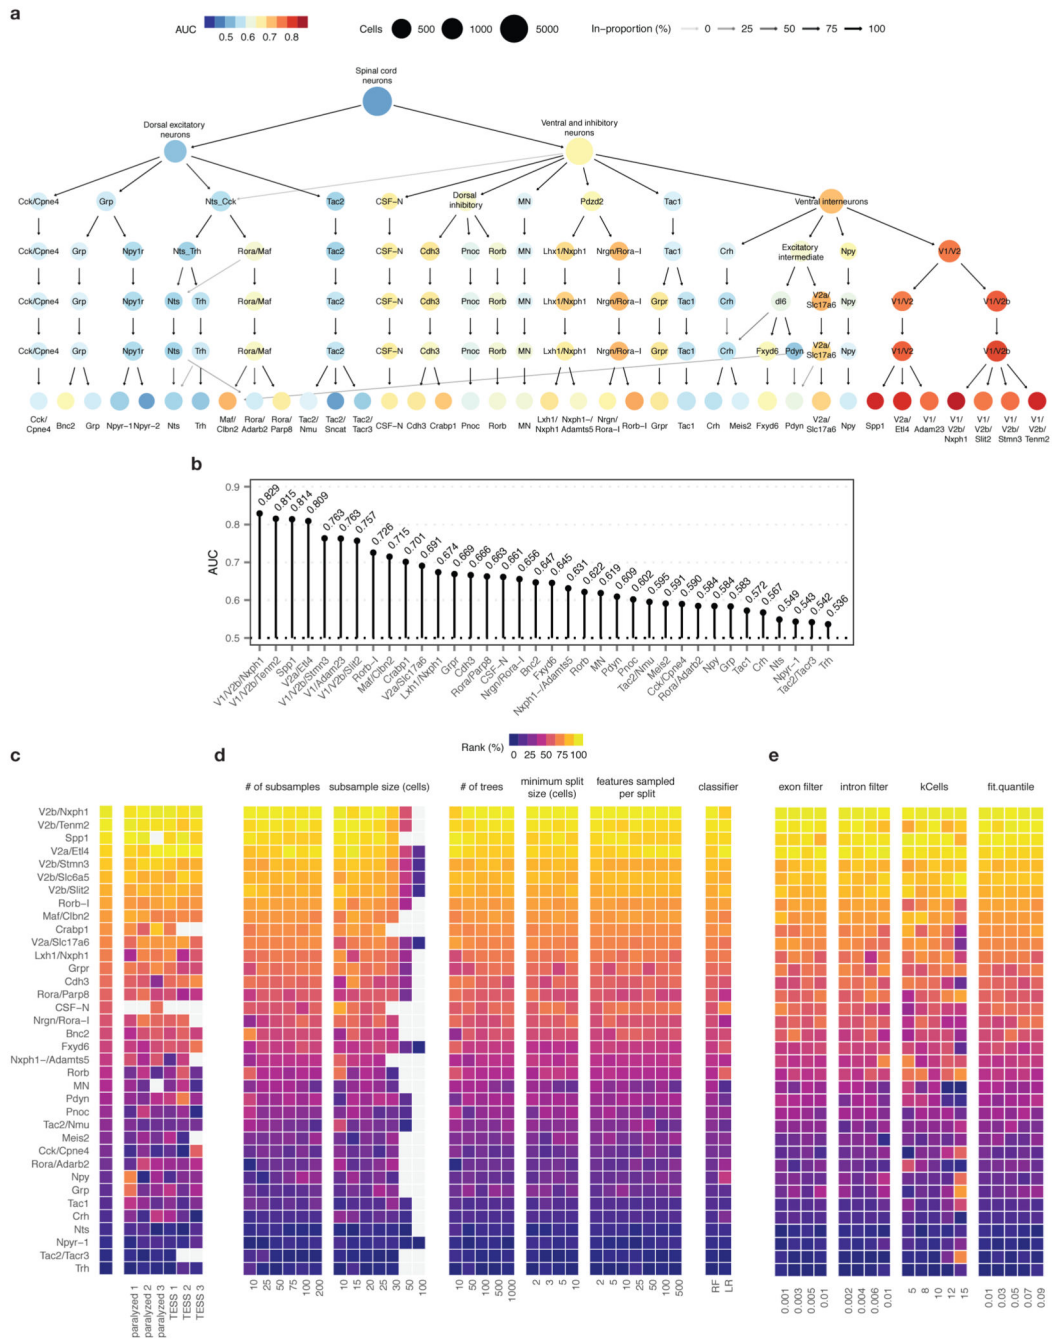 a
AUC
0.5 0.6 0.7 0.8
Cells 500 1000 5000
In-proportion (%) 0 25 50 75 100
Spinal cord
neurons
Dorsal excitatory
neurons
Ventral and inhibitory
neurons
Cck/Cpne4 Grp Nts_Cck Tac2 CSF-N Dorsal
inhibitory MN Pdzd2 Tac1 Ventral interneurons
Cck/Cpne4 Grp Npy1r Nts_Trh Rora/Maf Tac2 CSF-N Cdh3 Pnoc Rorb MN Lhx1/Nxph1 Nrgn/Rora-I Tac1 Crh Excitatory
intermediate Npy V1/V2
Cck/Cpne4 Grp Npy1r Nts Trh Rora/Maf Tac2 CSF-N Cdh3 Pnoc Rorb MN Lhx1/Nxph1 Nrgn/Rora-I Grpr Tac1 Crh dI6 V2a/
Slc17a6 Npy V1/V2 V1/V2b
Cck/Cpne4 Grp Npy1r Nts Trh Rora/Maf Tac2 CSF-N Cdh3 Pnoc Rorb MN Lxh1/Nxph1 Nrgn/Rora-I Grpr Tac1 Crh Fxyd6 Pdyn V2a/
Slc17a6 Npy V1/V2 V1/V2b
Cck/
Cpne4 Bnc2 Grp Npyr-1 Npyr-2 Nts Trh Maf/
Clbn2 Rora/
Adarb2 Rora/
Parp8 Tac2/
Nmu Tac2/
Sncat Tac2/
Tacr3 CSF-N Cdh3 Crabp1 Pnoc Rorb MN Lxh1/
Nxph1 Nxph1-/
Adamts5 Nrgn/
Rora-I Rorb-I Grpr Tac1 Crh Meis2 Fxyd6 Pdyn V2a/
Slc17a6 Npy Spp1 V2a/
Etl4 V1/
Adam23 V1/
V2b/
Nxph1 V1/
V2b/
Slit2 V1/
V2b/
Stmn3 V1/
V2b/
Tenm2
b
AUC
0.9
0.8
0.7
0.6
0.5
0.829 0.815 0.814 0.809 0.763 0.763 0.757 0.726 0.715 0.701 0.691 0.674 0.669 0.666 0.663 0.661 0.656 0.647 0.645 0.631 0.622 0.619 0.609 0.602 0.595 0.591 0.590 0.584 0.584 0.583 0.572 0.567 0.549 0.543 0.542 0.536
V1/V2b/Nxph1
V1/V2b/Tenm2
Spp1
V2a/Etl4
V1/V2b/Stmn3
V1/Adam23
V1/V2b/Slit2
Rorb-I
Maf/Clbn2
Crabp1
V2a/Slc17a6
Lxh1/Nxph1
Grpr
Cdh3
Rora/Parp8
CSF-N
Nrgn/Rora-I
Bnc2
Fxyd6
Nxph1-/Adamts5
Rorb
MN
Pdyn
Pnoc
Tac2/Nmu
Meis2
Cck/Cpne4
Rora/Adarb2
Npy
Grp
Tac1
Crh
Nts
Npyr-1
Tac2/Tacr3
Trh
Rank (%) 0 25 50 75 100
c
V2b/Nxph1
V2b/Tenm2
Spp1
V2a/Etl4
V2b/Stmn3
V2b/Slc6a5
V2b/Slit2
Rorb-I
Maf/Clbn2
Crabp1
V2a/Slc17a6
Lxh1/Nxph1
Grpr
Cdh3
Rora/Parp8
CSF-N
Nrgn/Rora-I
Bnc2
Fxyd6
Nxph1-/Adamts5
Rorb
MN
Pdyn
Pnoc
Tac2/Nmu
Meis2
Cck/Cpne4
Rora/Adarb2
Npy
Grp
Tac1
Crh
Nts
Npyr-1
Tac2/Tacr3
Trh
paralyzed 1
paralyzed 2
paralyzed 3
TESS 1
TESS 2
TESS 3
d
# of subsamples
10 25 50 75 100 200
subsample size (cells)
10 15 20 25 30 50 100
# of trees
10 50 100 500 1000
minimum split
size (cells)
2 3 5 10
features sampled
per split
2 5 10 25 50 100 500
classifier
RF LR
e
exon filter
0.001 0.003 0.005 0.01
intron filter
0.002 0.004 0.006 0.01
kCells
5 8 10 12 15
fit.quantile
0.01 0.03 0.05 0.07 0.09